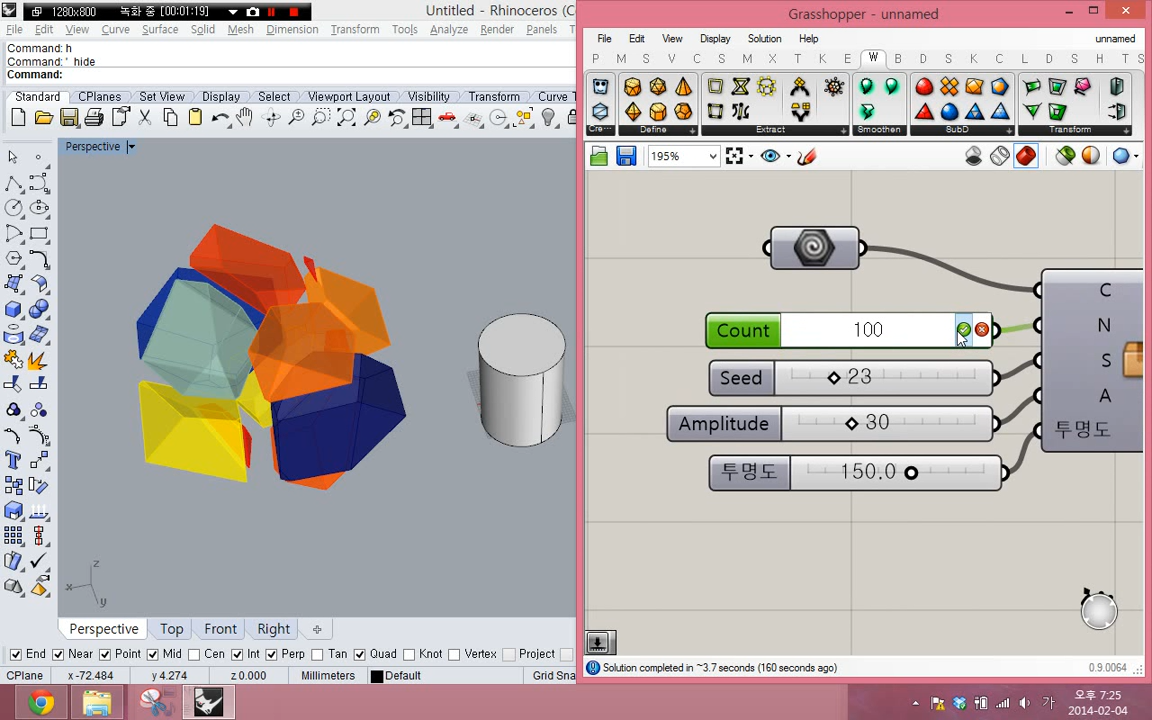 1280x800 녹화 중 [00:01:19]
Untitled - Rhinoceros (C
File Edit View Curve Surface Solid Mesh Dimension Transform Tools Analyze Render Panels
Command: h
Command: ' hide
Command:
Standard CPlanes Set View Display Select Viewport Layout Visibility Transform Curve T
Perspective
z
x
y
Perspective Top Front Right
End Near Point Mid Cen Int Perp Tan Quad Knot Vertex Project
CPlane x -72.484 y 4.274 z 0.000 Millimeters Default Grid Sna
Grasshopper - unnamed
File Edit View Display Solution Help unnamed
P M S V C S M X T K E W B D S K C L T S
Cre... Define Extract Smoothen SubD Transform
195%
C
Count 100 N
Seed 23 S
Amplitude 30 A
투명도 150.0 투명도
Solution completed in ~3.7 seconds (160 seconds ago) 0.9.0064
가 오후 7:25
2014-02-04